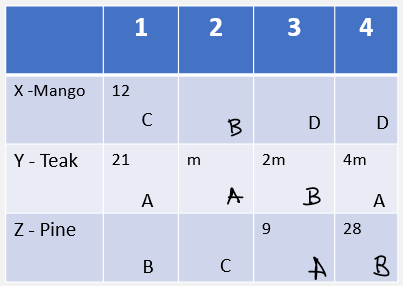 1 2 3 4
X -Mango 12
C B D D
Y - Teak 21 m 2m 4m
A A B A
Z - Pine 9 28
B C A B